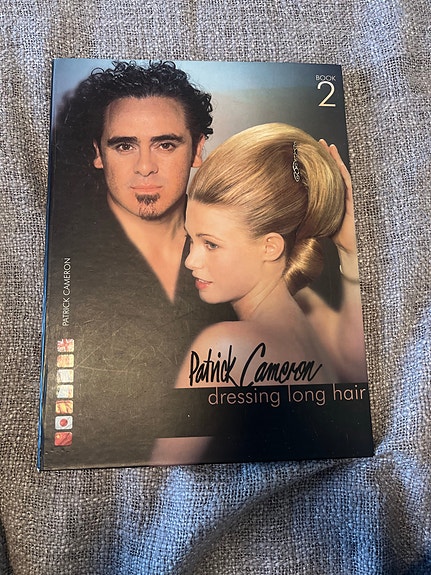 BOOK
2
PATRICK CAMERON
Patrick Cameron
dressing long hair